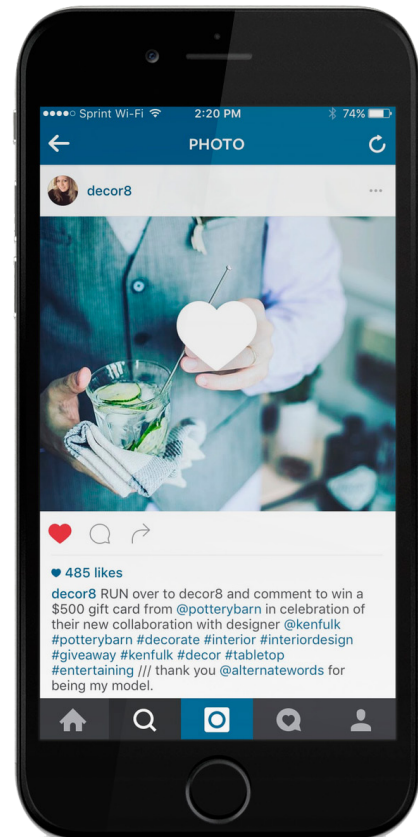 Sprint Wi-Fi 2:20 PM 74%
PHOTO
decor8
485 likes
decor8 RUN over to decor8 and comment to win a
$500 gift card from @potterybarn in celebration of
their new collaboration with designer @kenfulk
#potterybarn #decorate #interior #interiordesign
#giveaway #kenfulk #decor #tabletop
#entertaining /// thank you @alternatewords for
being my model.